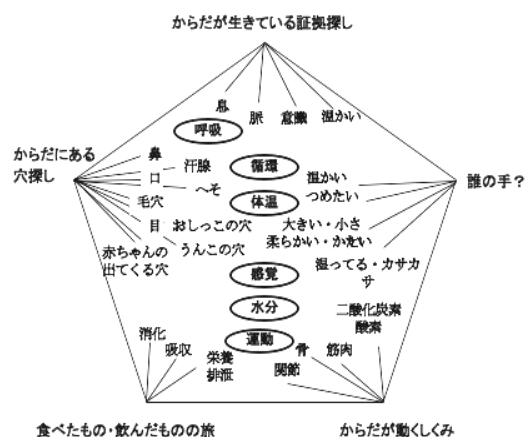 からだが生きている証拠探し
息
脈
意識
温かい
呼吸
からだにある
穴探し
鼻
口
汗腺
へそ
毛穴
目
おしっこの穴
うんこの穴
赤ちゃんの
出てくる穴
循環
体温
温かい
つめたい
誰の手？
大きい・小さ
柔らかい・かたい
湿ってる・カサカ
サ
感覚
水分
運動
二酸化炭素
酸素
消化
吸収
栄養
排泄
骨
筋肉
関節
食べたもの・飲んだものの旅
からだが動くしくみ